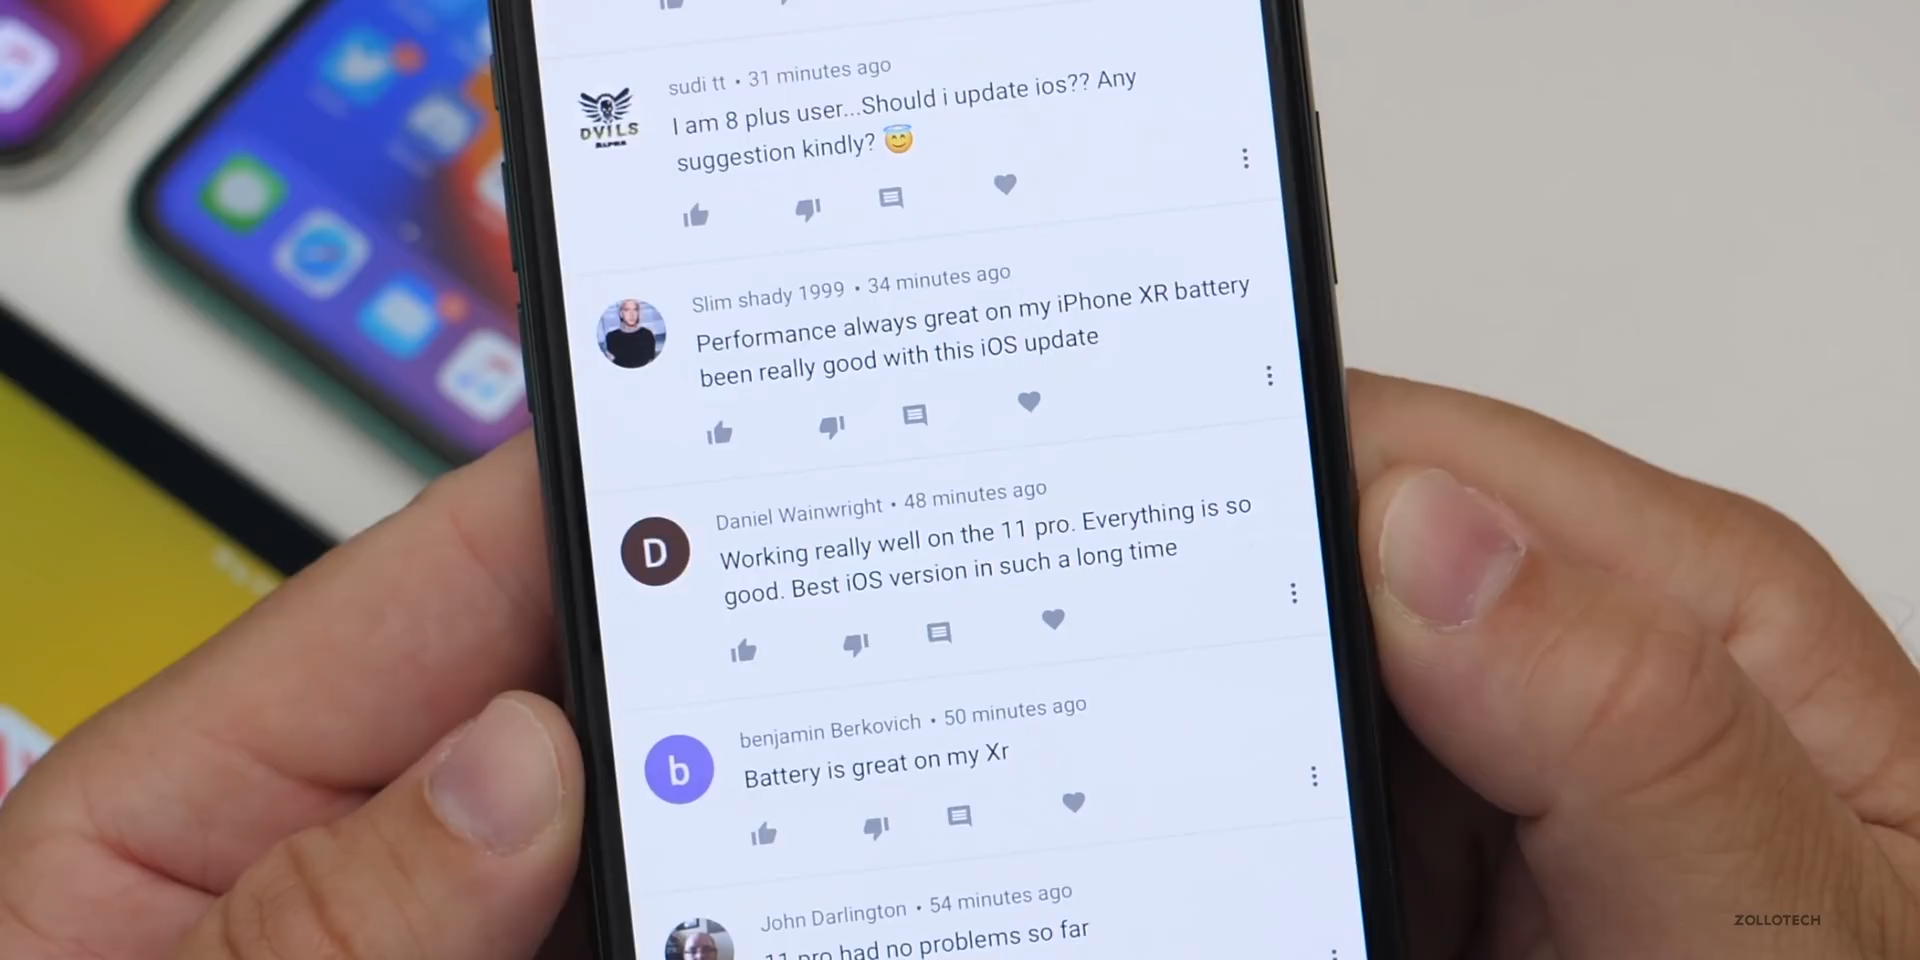 sudi tt • 31 minutes ago
I am 8 plus user...Should i update ios?? Any
suggestion kindly? 😇
DVILS
ALPHA
Slim shady 1999 • 34 minutes ago
Performance always great on my iPhone XR battery
been really good with this iOS update
Daniel Wainwright • 48 minutes ago
D
Working really well on the 11 pro. Everything is so
good. Best iOS version in such a long time
benjamin Berkovich • 50 minutes ago
b
Battery is great on my Xr
John Darlington • 54 minutes ago
11 pro had no problems so far
ZOLLOTECH